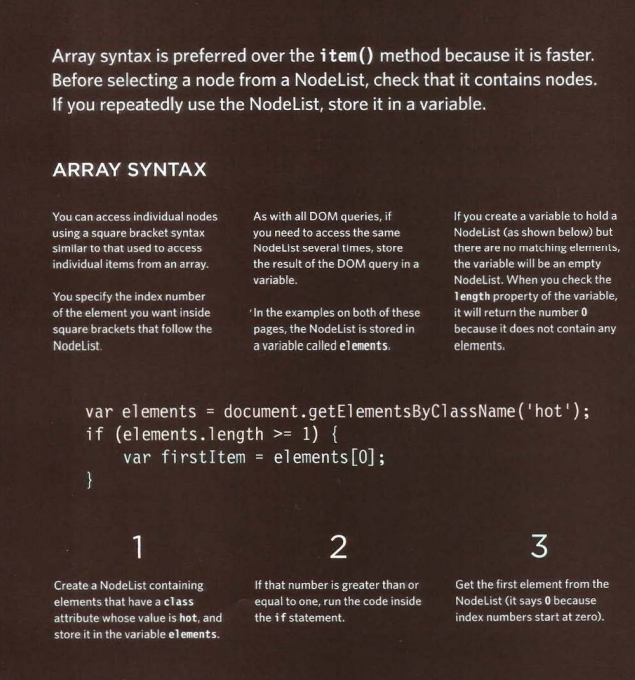 Array syntax is preferred over the item() method because it is faster.
Before selecting a node from a NodeList, check that it contains nodes.
If you repeatedly use the NodeList, store it in a variable.
ARRAY SYNTAX
You can access individual nodes
using a square bracket syntax
similar to that used to access
individual items from an array.
You specify the index number
of the element you want inside
square brackets that follow the
NodeList.
As with all DOM queries, if
you need to access the same
NodeList several times, store
the result of the DOM query in a
variable.
In the examples on both of these
pages, the NodeList is stored in
a variable called elements.
If you create a variable to hold a
NodeList (as shown below) but
there are no matching elements,
the variable will be an empty
NodeList. When you check the
length property of the variable,
it will return the number 0
because it does not contain any
elements.
var elements = document.getElementsByClassName('hot');
if (elements.length >= 1) {
    var firstItem = elements[0];
}
1
Create a NodeList containing
elements that have a class
attribute whose value is hot, and
store it in the variable elements.
2
If that number is greater than or
equal to one, run the code inside
the if statement.
3
Get the first element from the
NodeList (it says 0 because
index numbers start at zero).